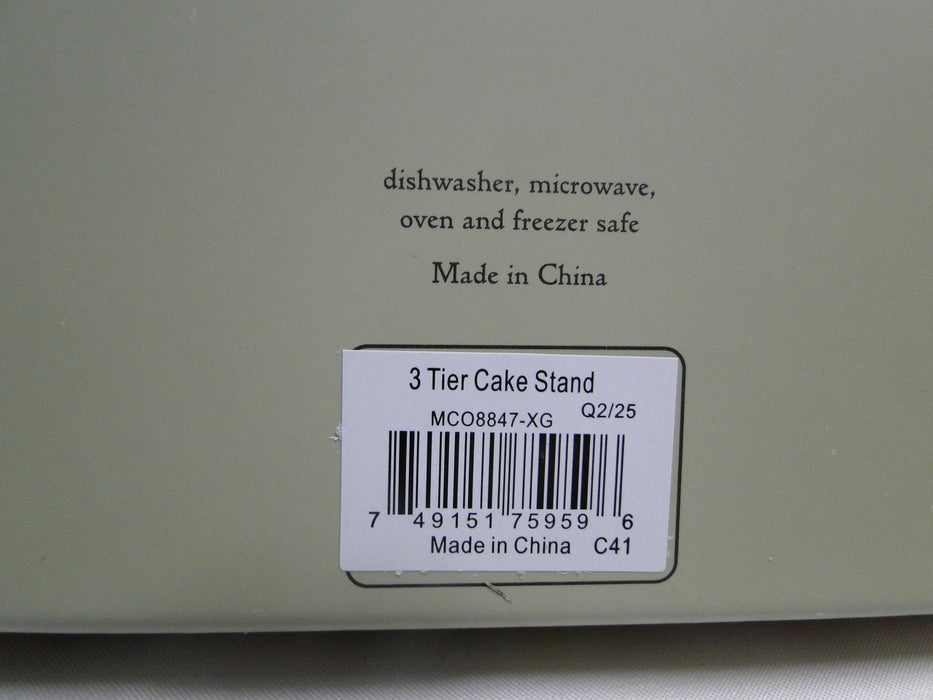 dishwasher, microwave,
oven and freezer safe
Made in China
3 Tier Cake Stand
Q2/25
MCO8847-XG
7 49151 75959 6
Made in China C41